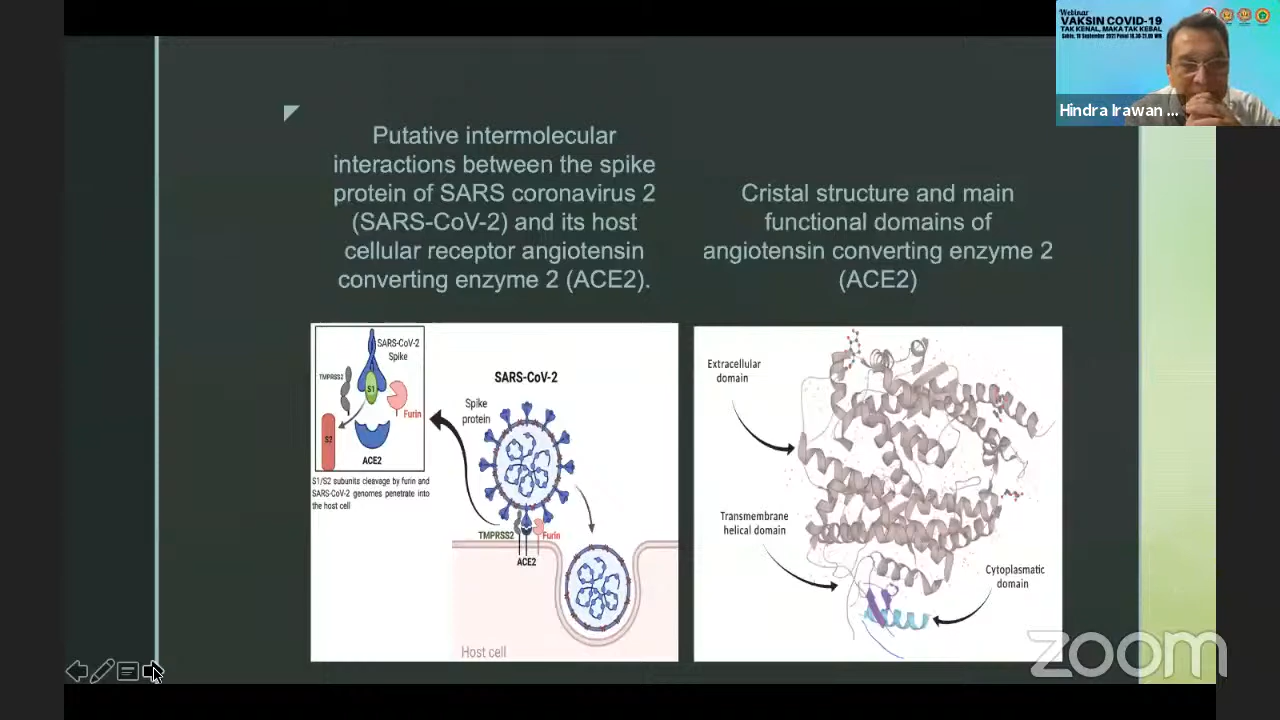 Webinar
VAKSIN COVID-19
TAK KENAL, MAKA TAK KEBAL
Hindra Irawan ...
Putative intermolecular
interactions between the spike
protein of SARS coronavirus 2
(SARS-CoV-2) and its host
cellular receptor angiotensin
converting enzyme 2 (ACE2).
Cristal structure and main
functional domains of
angiotensin converting enzyme 2
(ACE2)
SARS-CoV-2
Spike
TMPRSS2
S1
Furin
S2
ACE2
S1/S2 subunits cleavage by furin and
SARS-CoV-2 genomes penetrate into
the host cell
SARS-CoV-2
Spike
protein
TMPRSS2
Furin
ACE2
Host cell
Extracellular
domain
Transmembrane
helical domain
Cytoplasmatic
domain
zoom